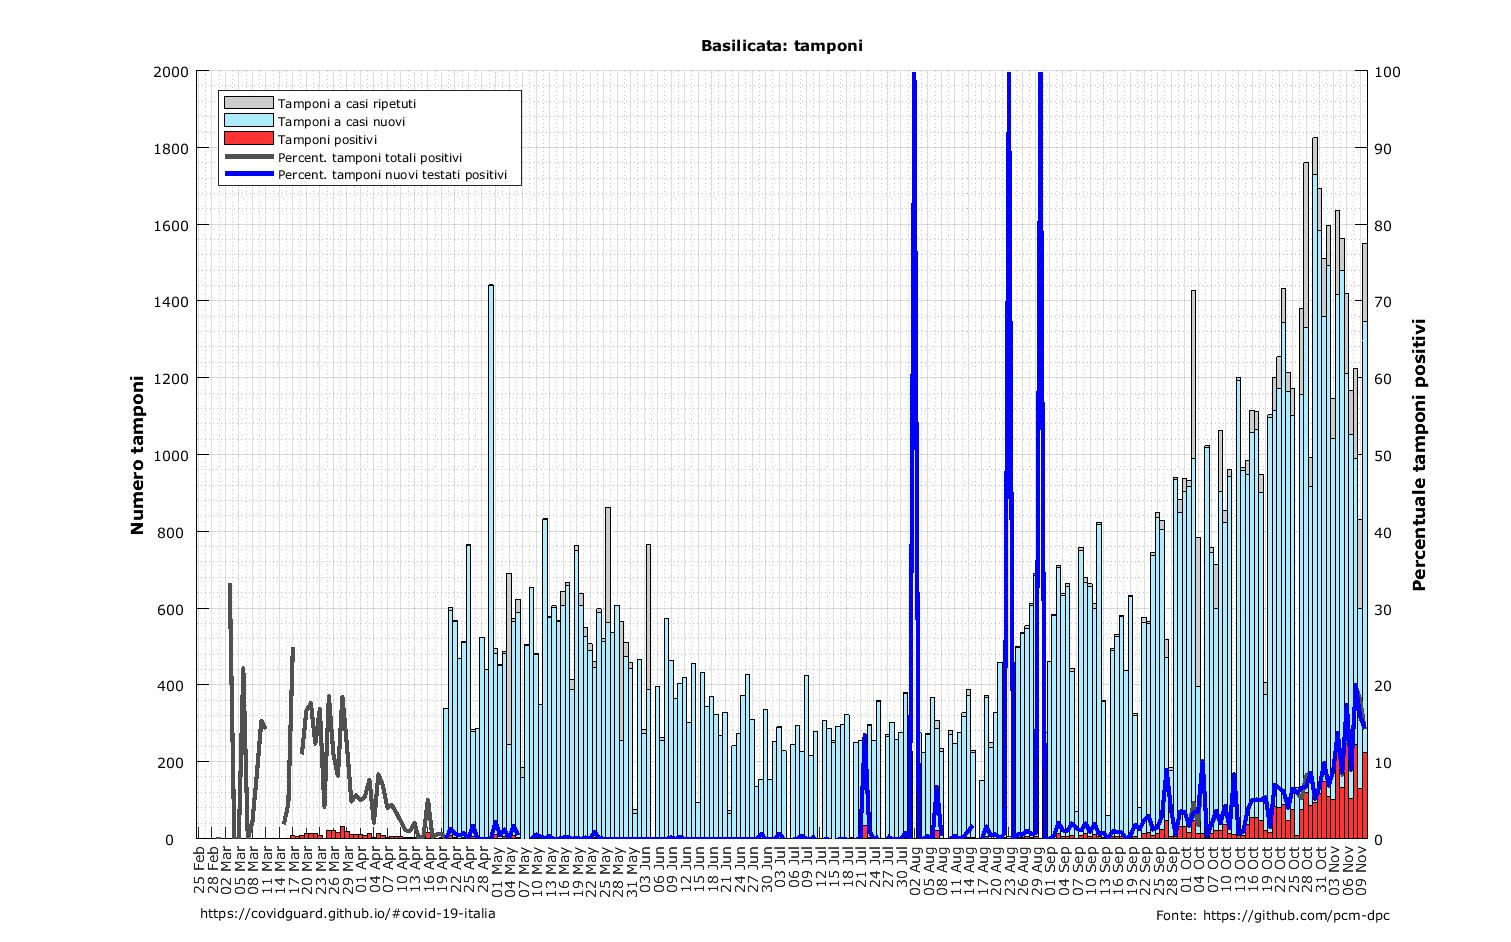 Basilicata: tamponi
2000
1800
1600
1400
1200
1000
800
600
400
200
0
100
90
80
70
60
50
40
30
20
10
0
Numero tamponi
Percentuale tamponi positivi
Tamponi a casi ripetuti
Tamponi a casi nuovi
Tamponi positivi
Percent. tamponi totali positivi
Percent. tamponi nuovi testati positivi
25 Feb
28 Feb
02 Mar
05 Mar
08 Mar
11 Mar
14 Mar
17 Mar
20 Mar
23 Mar
26 Mar
29 Mar
01 Apr
04 Apr
07 Apr
10 Apr
13 Apr
16 Apr
19 Apr
22 Apr
25 Apr
28 Apr
01 May
04 May
07 May
10 May
13 May
16 May
19 May
22 May
25 May
28 May
31 May
03 Jun
06 Jun
09 Jun
12 Jun
15 Jun
18 Jun
21 Jun
24 Jun
27 Jun
30 Jun
03 Jul
06 Jul
09 Jul
12 Jul
15 Jul
18 Jul
21 Jul
24 Jul
27 Jul
30 Jul
02 Aug
05 Aug
08 Aug
11 Aug
14 Aug
17 Aug
20 Aug
23 Aug
26 Aug
29 Aug
01 Sep
04 Sep
07 Sep
10 Sep
13 Sep
16 Sep
19 Sep
22 Sep
25 Sep
28 Sep
01 Oct
04 Oct
07 Oct
10 Oct
13 Oct
16 Oct
19 Oct
22 Oct
25 Oct
28 Oct
31 Oct
03 Nov
06 Nov
09 Nov
https://covidguard.github.io/#covid-19-italia
Fonte: https://github.com/pcm-dpc